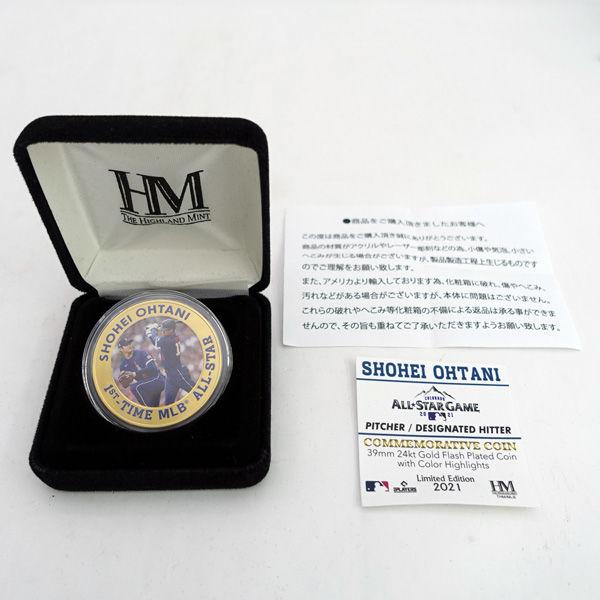 HM
THE HIGHLAND MINT
SHOHEI OHTANI
1ST-TIME MLB® ALL-STAR
●商品をご購入頂きましたお客様へ
この度は商品をご購入頂き誠にありがとうございます。
商品の材質がアクリルやレーザー彫刻などの為、小傷や気泡、小さい
へこみが生じる場合がございますが、製品製造工程上生じるものです
のでご理解をお願い致します。
また、アメリカより輸入しております為、化粧箱に破れ、傷やへこみ、
汚れなどがある場合がございますが、本体に問題はございません。
これらの破れやへこみ等化粧箱の不備による返品は承る事ができま
せんので、その旨も重ねてご了承いただきますようお願い致します。
SHOHEI OHTANI
COLORADO
ALL★STAR GAME
2021
PITCHER / DESIGNATED HITTER
COMMEMORATIVE COIN
39mm 24kt Gold Flash Plated Coin
with Color Highlights
Limited Edition
2021
PLAYERS
HM